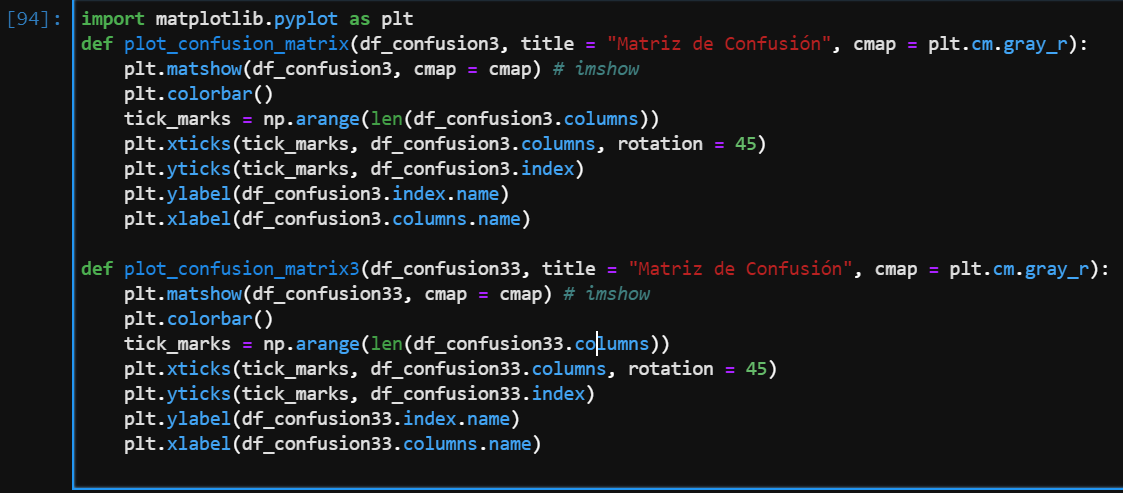 [94]: import matplotlib.pyplot as plt
def plot_confusion_matrix(df_confusion3, title = "Matriz de Confusión", cmap = plt.cm.gray_r):
    plt.matshow(df_confusion3, cmap = cmap) # imshow
    plt.colorbar()
    tick_marks = np.arange(len(df_confusion3.columns))
    plt.xticks(tick_marks, df_confusion3.columns, rotation = 45)
    plt.yticks(tick_marks, df_confusion3.index)
    plt.ylabel(df_confusion3.index.name)
    plt.xlabel(df_confusion3.columns.name)

def plot_confusion_matrix3(df_confusion33, title = "Matriz de Confusión", cmap = plt.cm.gray_r):
    plt.matshow(df_confusion33, cmap = cmap) # imshow
    plt.colorbar()
    tick_marks = np.arange(len(df_confusion33.columns))
    plt.xticks(tick_marks, df_confusion33.columns, rotation = 45)
    plt.yticks(tick_marks, df_confusion33.index)
    plt.ylabel(df_confusion33.index.name)
    plt.xlabel(df_confusion33.columns.name)